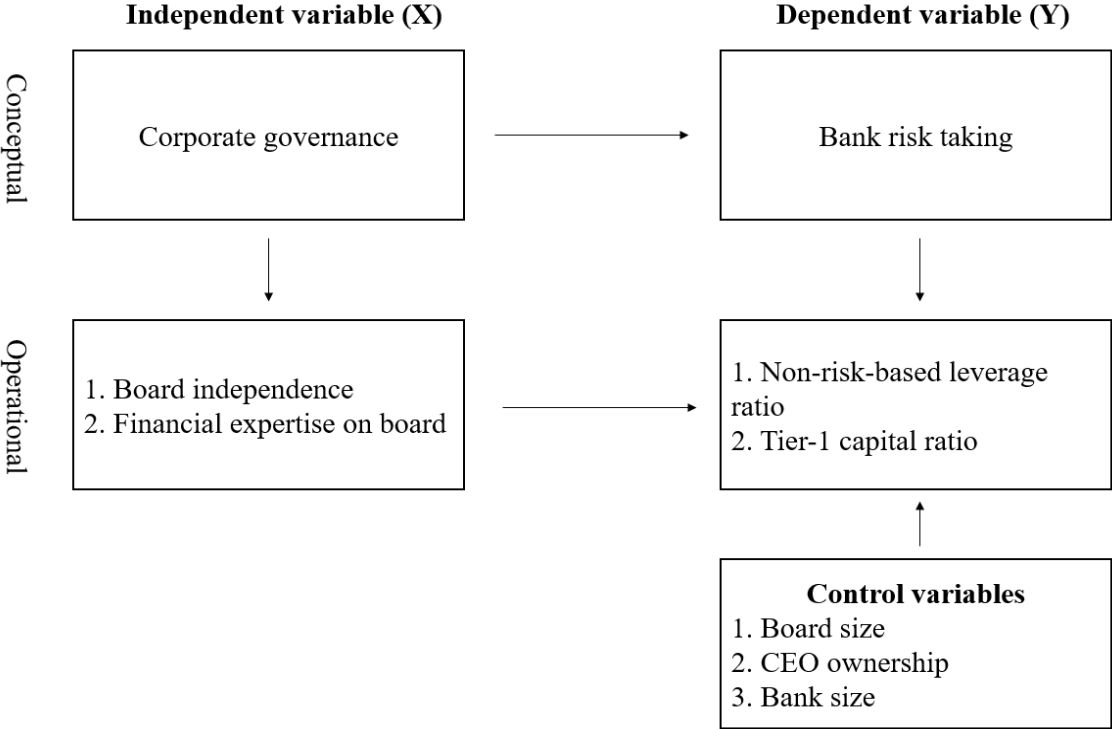 Independent variable (X)
Dependent variable (Y)
Conceptual
Corporate governance
Bank risk taking
Operational
1. Board independence
2. Financial expertise on board
1. Non-risk-based leverage
ratio
2. Tier-1 capital ratio
Control variables
1. Board size
2. CEO ownership
3. Bank size